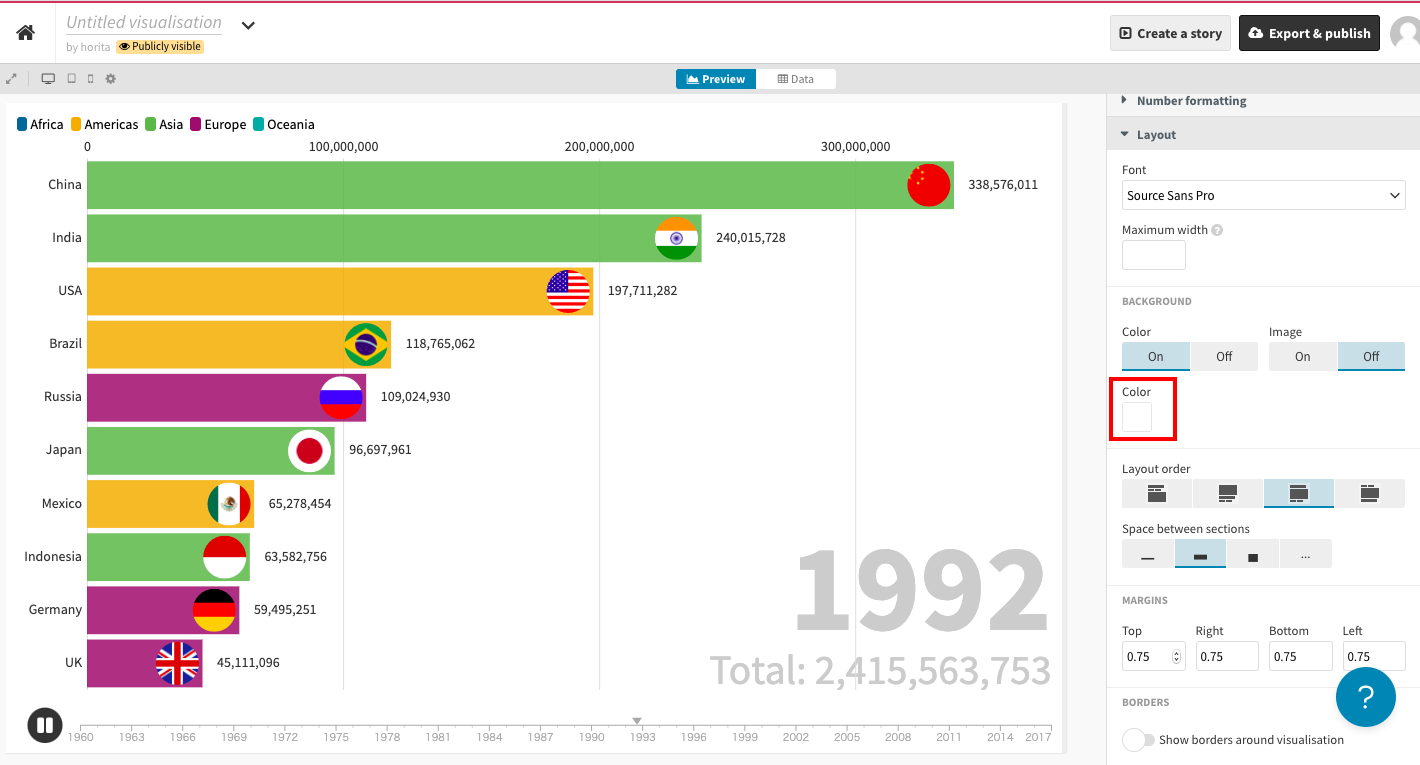 Untitled visualisation
by horita Publicly visible
Create a story
Export & publish
Preview
Data
Africa Americas Asia Europe Oceania
0 100,000,000 200,000,000 300,000,000
China 338,576,011
India 240,015,728
USA 197,711,282
Brazil 118,765,062
Russia 109,024,930
Japan 96,697,961
Mexico 65,278,454
Indonesia 63,582,756
Germany 59,495,251
UK 45,111,096
1992
Total: 2,415,563,753
1960 1963 1966 1969 1972 1975 1978 1981 1984 1987 1990 1993 1996 1999 2002 2005 2008 2011 2014 2017
Number formatting
Layout
Font
Source Sans Pro
Maximum width ?
BACKGROUND
Color Image
On Off On Off
Color
Layout order
Space between sections
...
MARGINS
Top Right Bottom Left
0.75 0.75 0.75 0.75
?
BORDERS
Show borders around visualisation